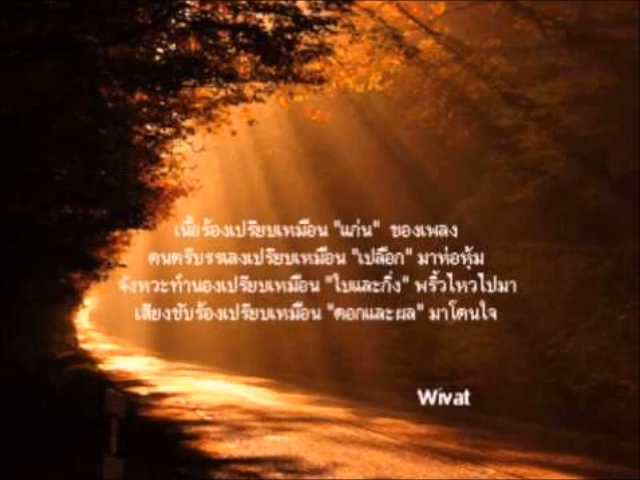 เนื้อร้องเปรียบเหมือน "แก่น" ของเพลง
ดนตรีบรรเลงเปรียบเหมือน "เปลือก" มาห่อหุ้ม
จังหวะทำนองเปรียบเหมือน "ใบและกิ่ง" พริ้วไหวไปมา
เสียงขับร้องเปรียบเหมือน "ดอกและผล" มาโดนใจ
Wivat